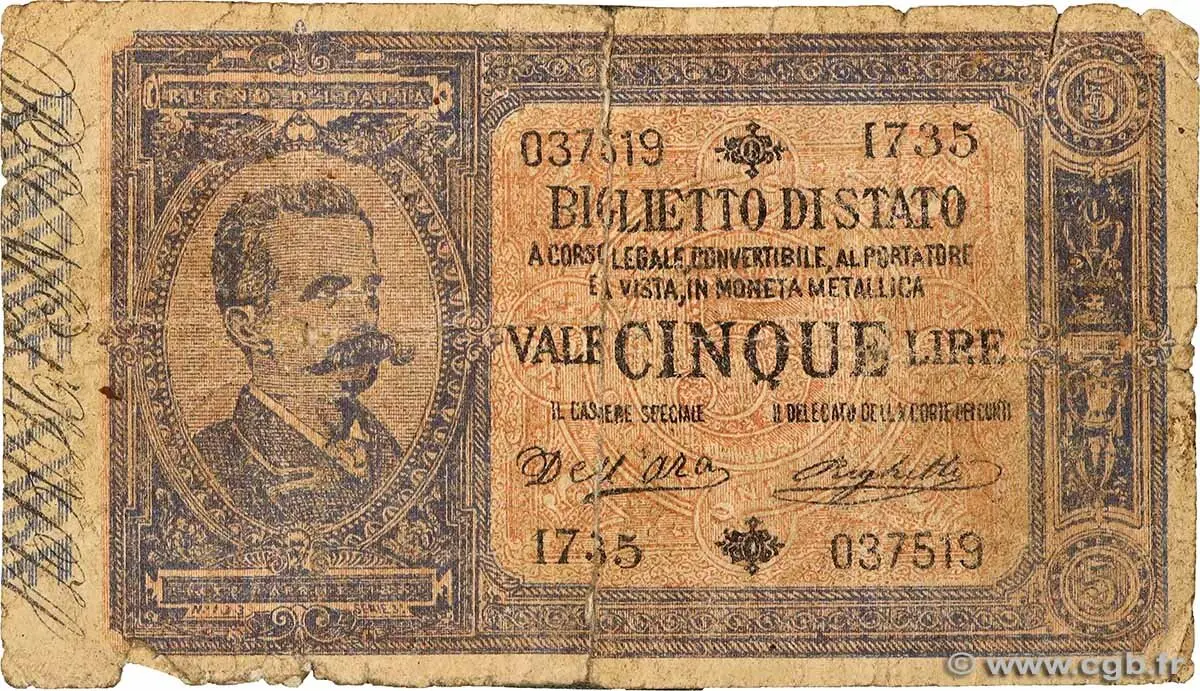 REGNO D'ITALIA
5
037519 1735
BIGLIETTO DI STATO
A CORSO LEGALE, CONVERTIBILE, AL PORTATORE
E A VISTA, IN MONETA METALLICA
VALE CINQUE LIRE
IL CASSIERE SPECIALE IL DELEGATO DELLA CORTE DEI CONTI
Dell'Ara Righetti
1735 037519
SERIE
5
© www.cgb.fr